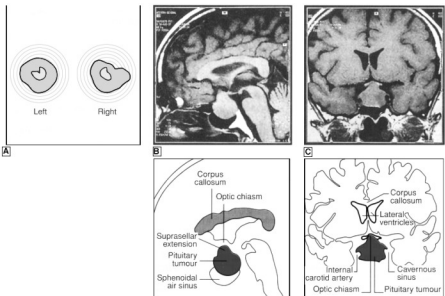 Left
Right
A
B
C
Corpus
callosum
Optic chiasm
Suprasellar
extension
Pituitary
tumour
Sphenoidal
air sinus
Corpus
callosum
Lateral
ventricles
Internal
carotid artery
Cavernous
sinus
Optic chiasm
Pituitary tumour